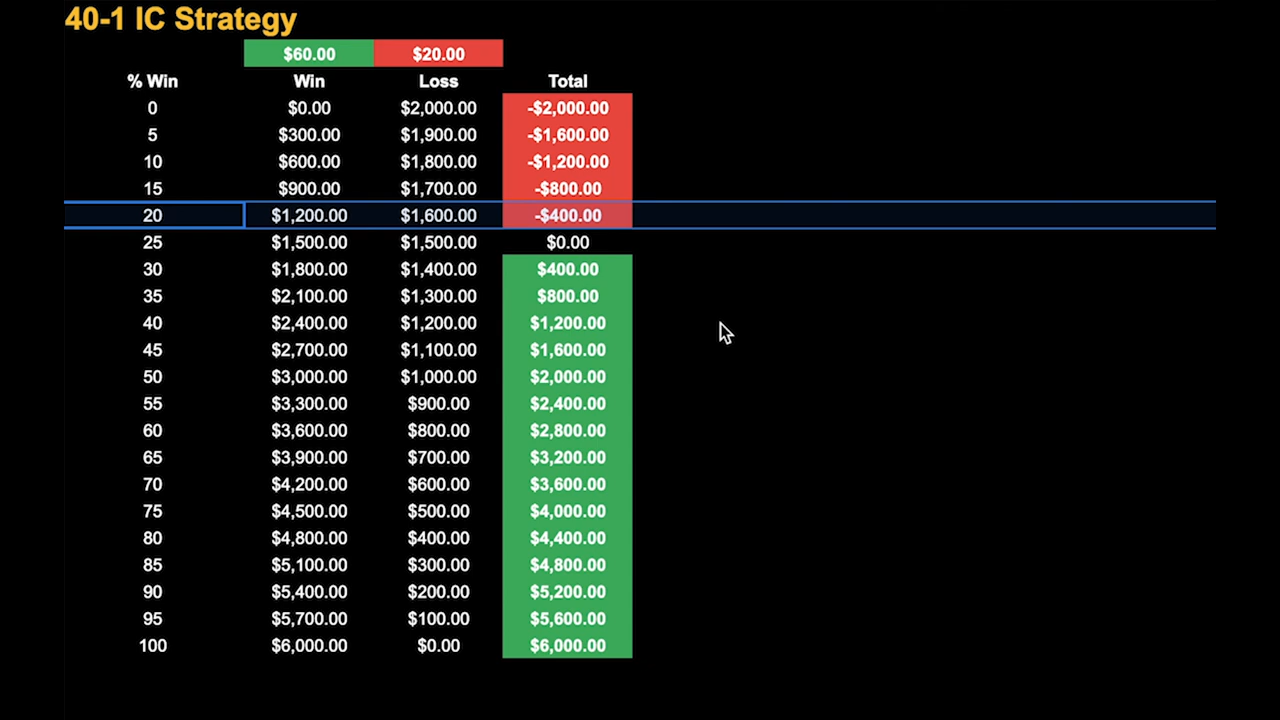 40-1 IC Strategy
$60.00 $20.00
% Win Win Loss Total
0 $0.00 $2,000.00 -$2,000.00
5 $300.00 $1,900.00 -$1,600.00
10 $600.00 $1,800.00 -$1,200.00
15 $900.00 $1,700.00 -$800.00
20 $1,200.00 $1,600.00 -$400.00
25 $1,500.00 $1,500.00 $0.00
30 $1,800.00 $1,400.00 $400.00
35 $2,100.00 $1,300.00 $800.00
40 $2,400.00 $1,200.00 $1,200.00
45 $2,700.00 $1,100.00 $1,600.00
50 $3,000.00 $1,000.00 $2,000.00
55 $3,300.00 $900.00 $2,400.00
60 $3,600.00 $800.00 $2,800.00
65 $3,900.00 $700.00 $3,200.00
70 $4,200.00 $600.00 $3,600.00
75 $4,500.00 $500.00 $4,000.00
80 $4,800.00 $400.00 $4,400.00
85 $5,100.00 $300.00 $4,800.00
90 $5,400.00 $200.00 $5,200.00
95 $5,700.00 $100.00 $5,600.00
100 $6,000.00 $0.00 $6,000.00